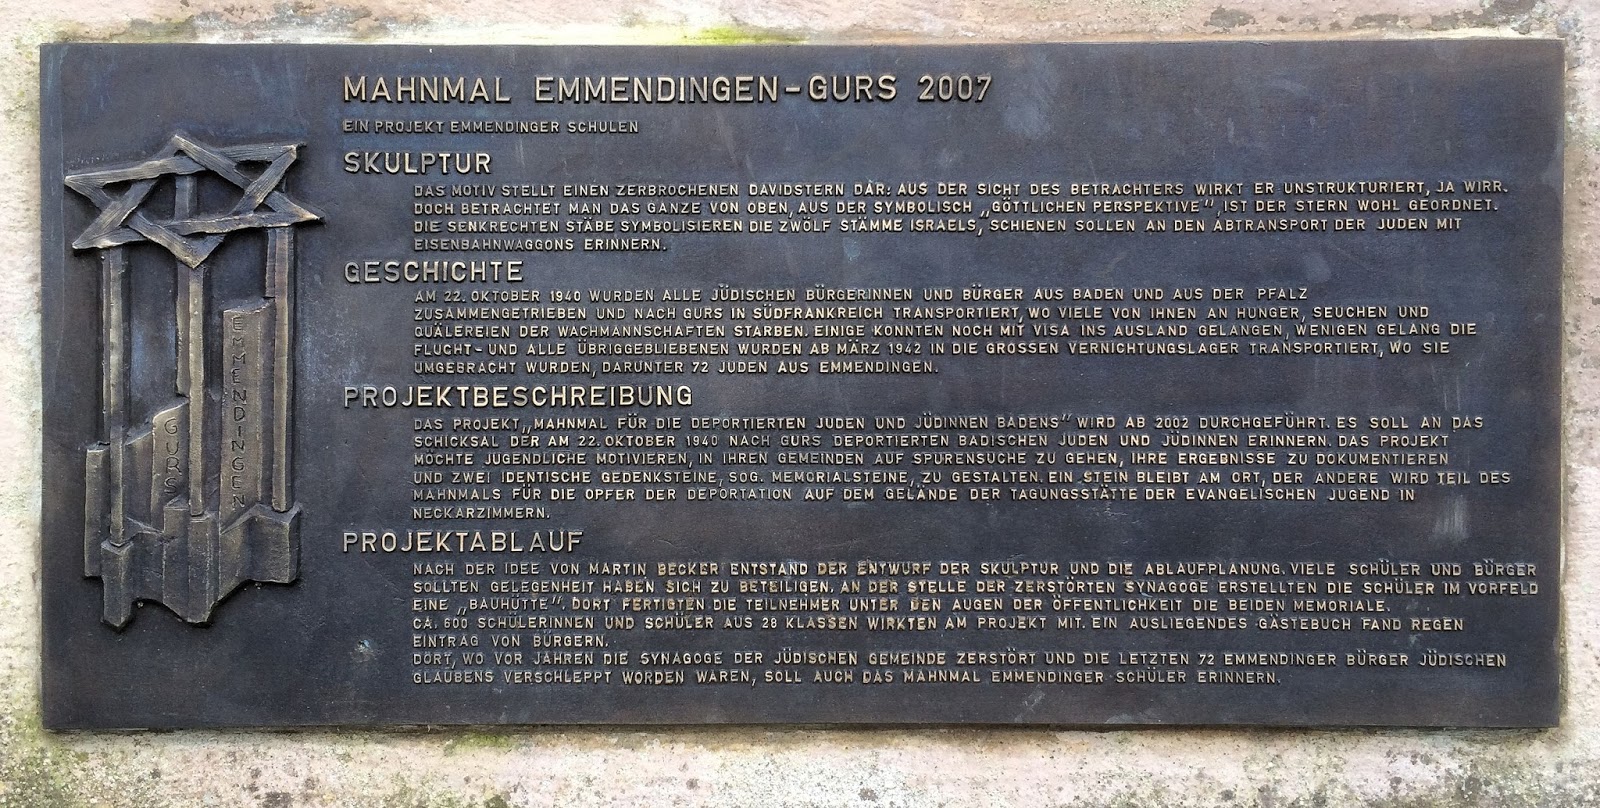 MAHNMAL EMMENDINGEN-GURS 2007
EIN PROJEKT EMMENDINGER SCHULEN
SKULPTUR
DAS MOTIV STELLT EINEN ZERBROCHENEN DAVIDSTERN DAR: AUS DER SICHT DES BETRACHTERS WIRKT ER UNSTRUKTURIERT, JA WIRR.
DOCH BETRACHTET MAN DAS GANZE VON OBEN, AUS DER SYMBOLISCH „GÖTTLICHEN PERSPEKTIVE“, IST DER STERN WOHL GEORDNET.
DIE SENKRECHTEN STÄBE SYMBOLISIEREN DIE ZWÖLF STÄMME ISRAELS, SCHIENEN SOLLEN AN DEN ABTRANSPORT DER JUDEN MIT
EISENBAHNWAGGONS ERINNERN.
GESCHICHTE
AM 22. OKTOBER 1940 WURDEN ALLE JÜDISCHEN BÜRGERINNEN UND BÜRGER AUS BADEN UND AUS DER PFALZ
ZUSAMMENGETRIEBEN UND NACH GURS IN SÜDFRANKREICH TRANSPORTIERT, WO VIELE VON IHNEN AN HUNGER, SEUCHEN UND
QUÄLEREIEN DER WACHMANNSCHAFTEN STARBEN. EINIGE KONNTEN NOCH MIT VISA INS AUSLAND GELANGEN, WENIGEN GELANG DIE
FLUCHT- UND ALLE ÜBRIGGEBLIEBENEN WURDEN AB MÄRZ 1942 IN DIE GROSSEN VERNICHTUNGSLAGER TRANSPORTIERT, WO SIE
UMGEBRACHT WURDEN, DARUNTER 72 JUDEN AUS EMMENDINGEN.
PROJEKTBESCHREIBUNG
DAS PROJEKT „MAHNMAL FÜR DIE DEPORTIERTEN JUDEN UND JÜDINNEN BADENS“ WIRD AB 2002 DURCHGEFÜHRT. ES SOLL AN DAS
SCHICKSAL DER AM 22. OKTOBER 1940 NACH GURS DEPORTIERTEN BADISCHEN JUDEN UND JÜDINNEN ERINNERN. DAS PROJEKT
MÖCHTE JUGENDLICHE MOTIVIEREN, IN IHREN GEMEINDEN AUF SPURENSUCHE ZU GEHEN, IHRE ERGEBNISSE ZU DOKUMENTIEREN
UND ZWEI IDENTISCHE GEDENKSTEINE, SOG. MEMORIALSTEINE, ZU GESTALTEN. EIN STEIN BLEIBT AM ORT, DER ANDERE WIRD TEIL DES
MAHNMALS FÜR DIE OPFER DER DEPORTATION AUF DEM GELÄNDE DER TAGUNGSSTÄTTE DER EVANGELISCHEN JUGEND IN
NECKARZIMMERN.
PROJEKTABLAUF
NACH DER IDEE VON MARTIN BECKER ENTSTAND DER ENTWURF DER SKULPTUR UND DIE ABLAUFPLANUNG. VIELE SCHÜLER UND BÜRGER
SOLLTEN GELEGENHEIT HABEN SICH ZU BETEILIGEN. AN DER STELLE DER ZERSTÖRTEN SYNAGOGE ERSTELLTEN DIE SCHÜLER IM VORFELD
EINE „BAUHÜTTE“. DORT FERTIGTEN DIE TEILNEHMER UNTER DEN AUGEN DER ÖFFENTLICHKEIT DIE BEIDEN MEMORIALE.
CA. 600 SCHÜLERINNEN UND SCHÜLER AUS 28 KLASSEN WIRKTEN AM PROJEKT MIT. EIN AUSLIEGENDES GÄSTEBUCH FAND REGEN
EINTRAG VON BÜRGERN.
DORT, WO VOR JAHREN DIE SYNAGOGE DER JÜDISCHEN GEMEINDE ZERSTÖRT UND DIE LETZTEN 72 EMMENDINGER BÜRGER JÜDISCHEN
GLAUBENS VERSCHLEPPT WORDEN WAREN, SOLL AUCH DAS MAHNMAL EMMENDINGER SCHÜLER ERINNERN.
GURS
EMMENDINGEN